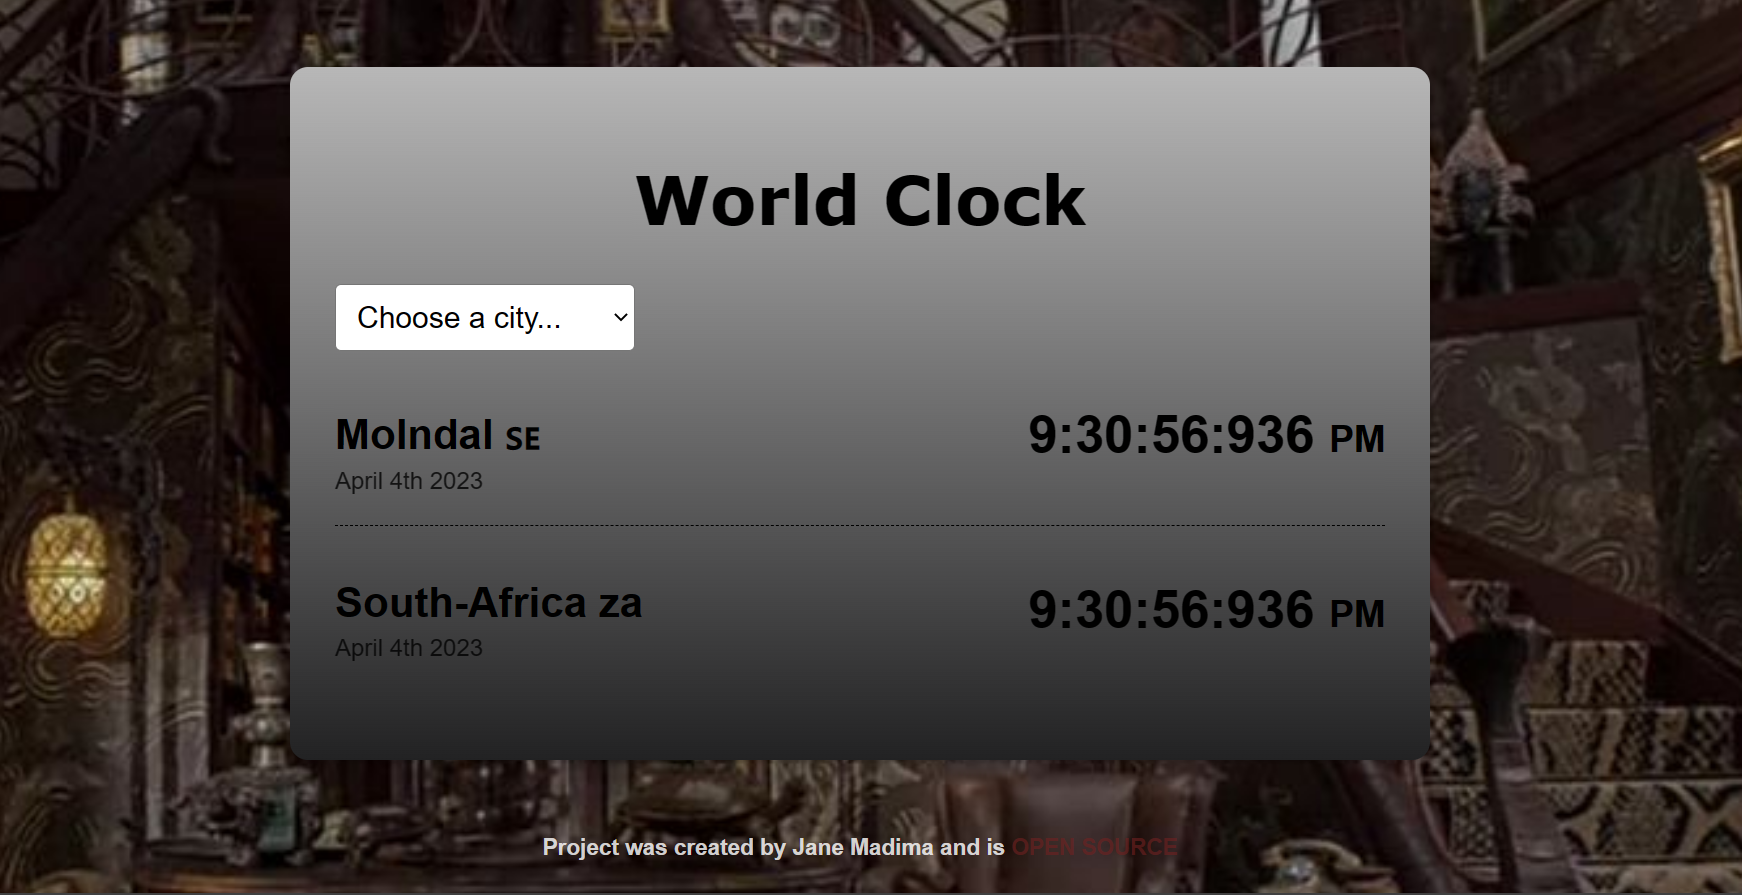 World Clock
Choose a city...
Molndal SE
9:30:56:936 PM
April 4th 2023
South-Africa za
9:30:56:936 PM
April 4th 2023
Project was created by Jane Madima and is OPEN SOURCE